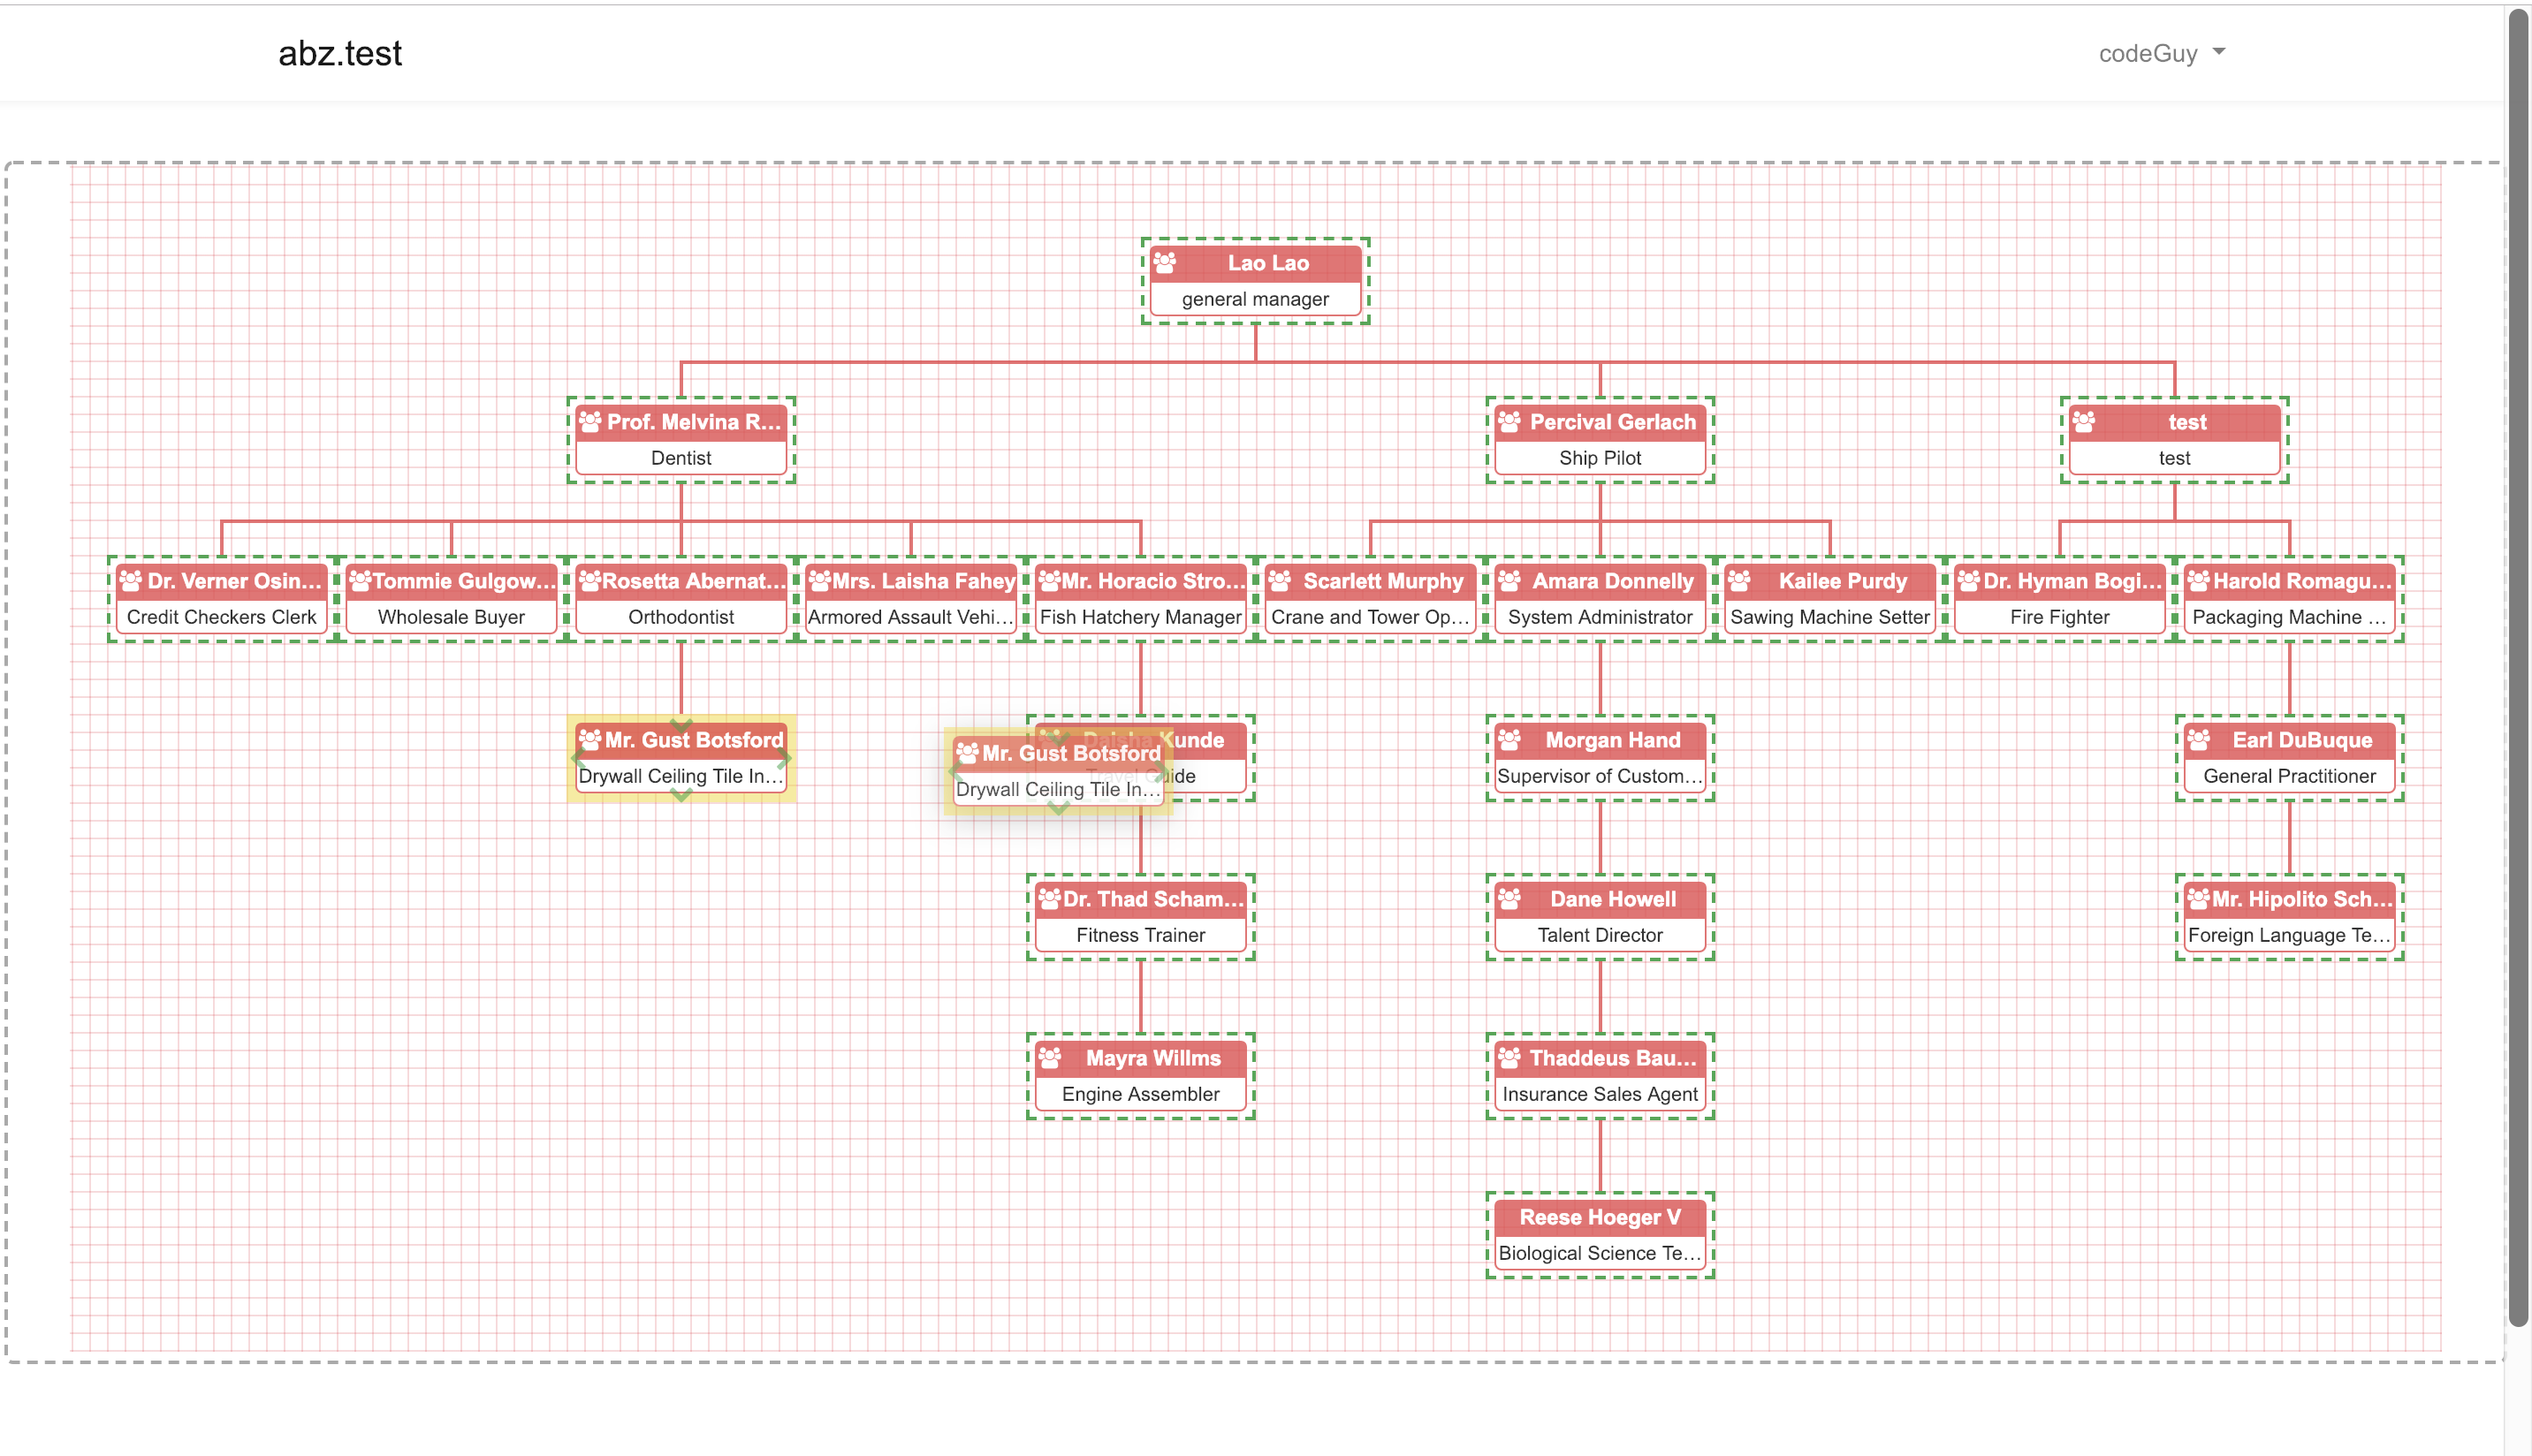 abz.test
codeGuy
Lao Lao
general manager
Prof. Melvina R...
Dentist
Percival Gerlach
Ship Pilot
test
test
Dr. Verner Osin...
Credit Checkers Clerk
Tommie Gulgow...
Wholesale Buyer
Rosetta Abernat...
Orthodontist
Mrs. Laisha Fahey
Armored Assault Vehi...
Mr. Horacio Stro...
Fish Hatchery Manager
Scarlett Murphy
Crane and Tower Op...
Amara Donnelly
System Administrator
Kailee Purdy
Sawing Machine Setter
Dr. Hyman Bogi...
Fire Fighter
Harold Romagu...
Packaging Machine ...
Mr. Gust Botsford
Drywall Ceiling Tile In...
Mr. Gust Botsford
Drywall Ceiling Tile In...
Daisha Kunde
Travel Guide
Morgan Hand
Supervisor of Custom...
Earl DuBuque
General Practitioner
Dr. Thad Scham...
Fitness Trainer
Dane Howell
Talent Director
Mr. Hipolito Sch...
Foreign Language Te...
Mayra Willms
Engine Assembler
Thaddeus Bau...
Insurance Sales Agent
Reese Hoeger V
Biological Science Te...